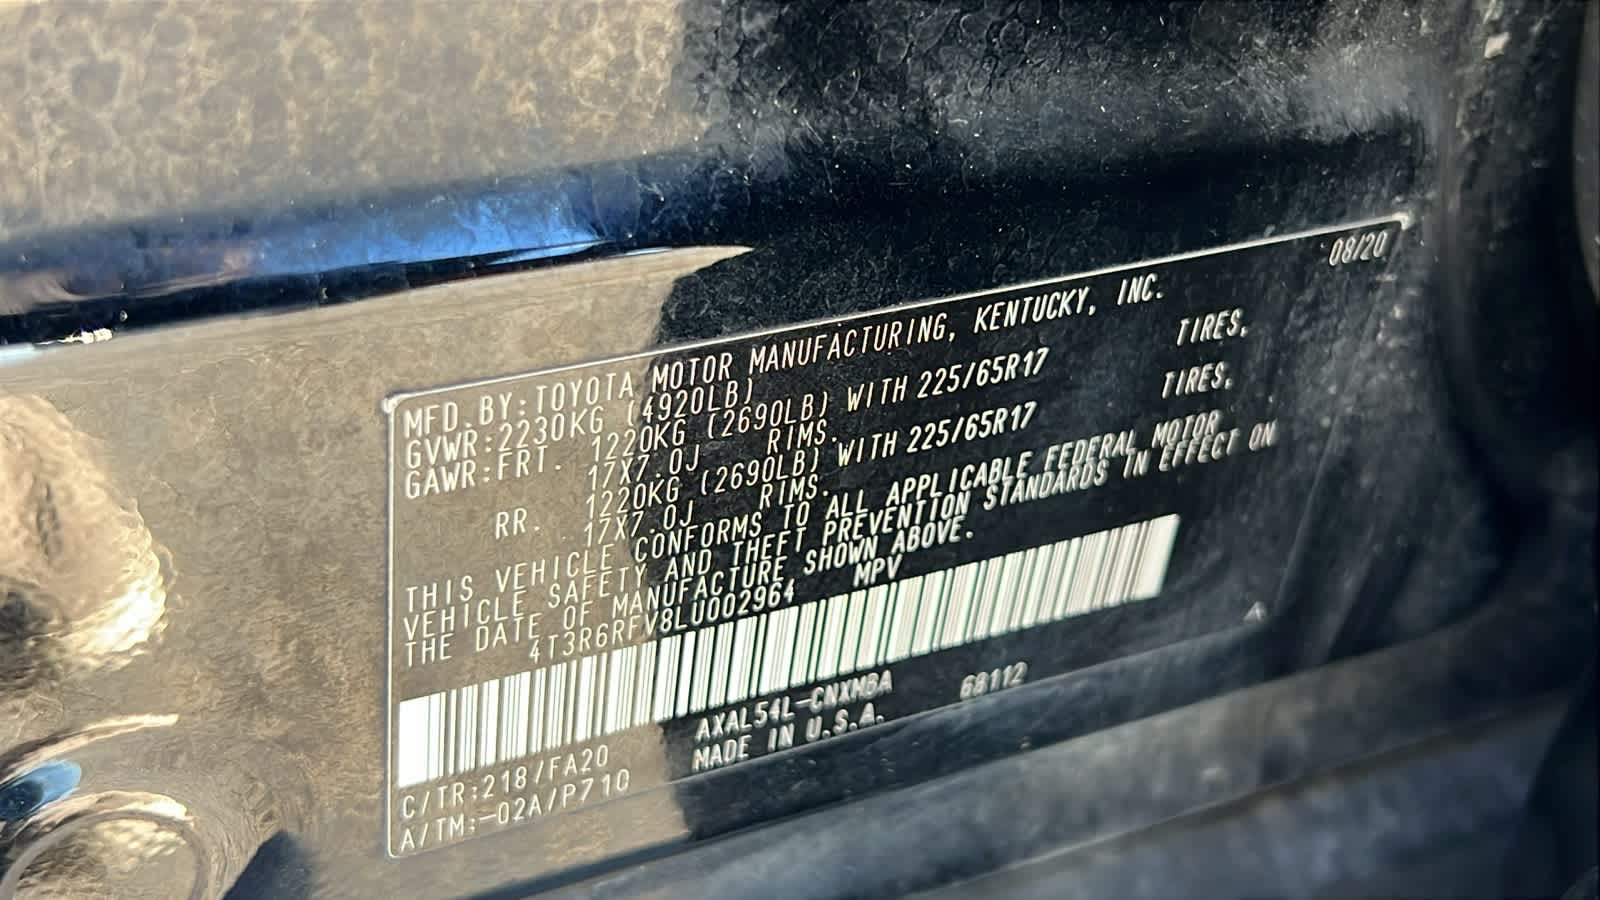 08/20
MFD.BY:TOYOTA MOTOR MANUFACTURING, KENTUCKY, INC.
GVWR:2230KG (4920LB)
GAWR:FRT. 1220KG (2690LB) WITH 225/65R17 TIRES,
17X7.0J RIMS.
RR. 1220KG (2690LB) WITH 225/65R17 TIRES,
17X7.0J RIMS.
THIS VEHICLE CONFORMS TO ALL APPLICABLE FEDERAL MOTOR
VEHICLE SAFETY AND THEFT PREVENTION STANDARDS IN EFFECT ON
THE DATE OF MANUFACTURE SHOWN ABOVE.
4T3R6RFV8LU002964 MPV
C/TR:218/FA20 AXAL54L-CNXMBA 68112
A/TM:-02A/P710 MADE IN U.S.A.